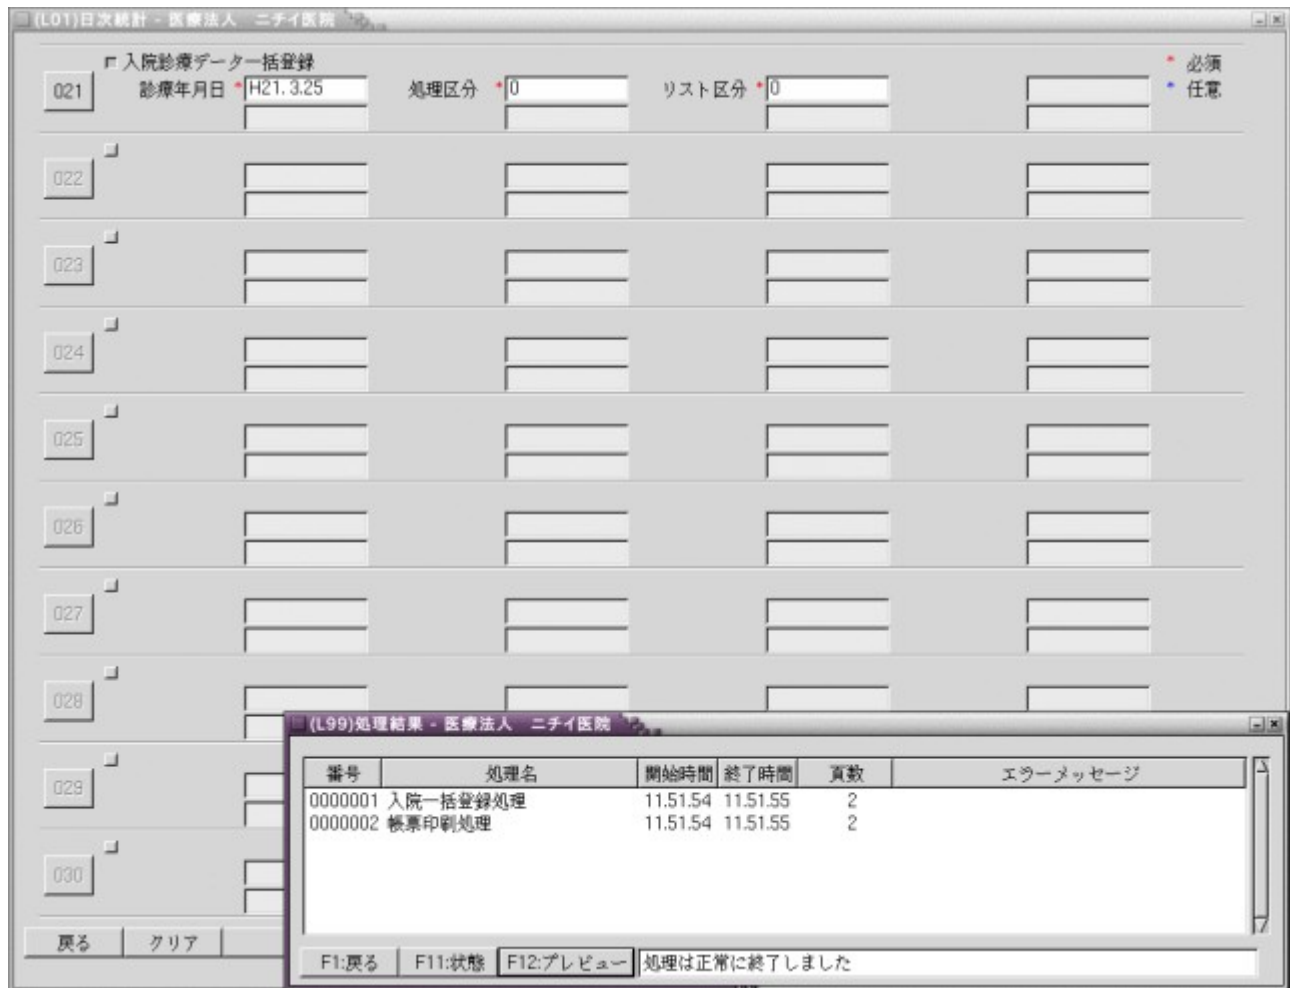 (L01)日次統計 - 医療法人　ニチイ医院
入院診療データ一括登録
* 必須
021 診療年月日 * H21. 3.25 処理区分 * 0 リスト区分 * 0 * 任意
022
023
024
025
026
027
028
(L99)処理結果 - 医療法人　ニチイ医院
029
番号 処理名 開始時間 終了時間 頁数 エラーメッセージ
0000001 入院一括登録処理 11.51.54 11.51.55 2
0000002 帳票印刷処理 11.51.54 11.51.55 2
030
戻る クリア
F1:戻る F11:状態 F12:プレビュー 処理は正常に終了しました